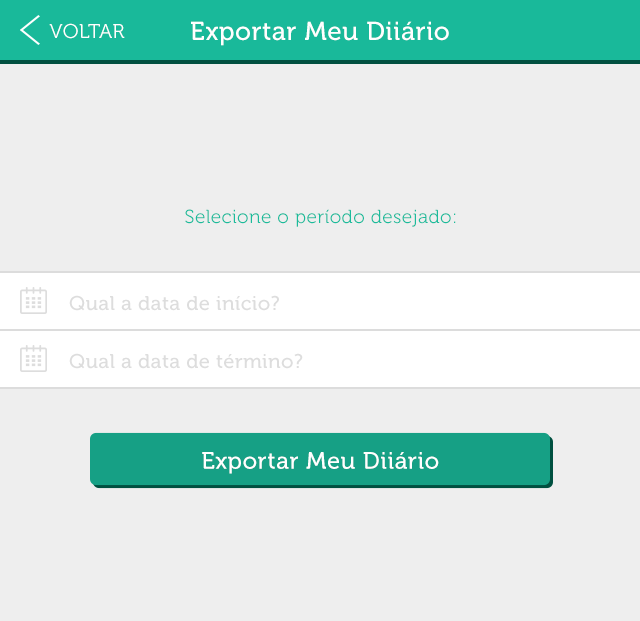 VOLTAR
Exportar Meu Diiário
Selecione o período desejado:
Qual a data de início?
Qual a data de término?
Exportar Meu Diiário